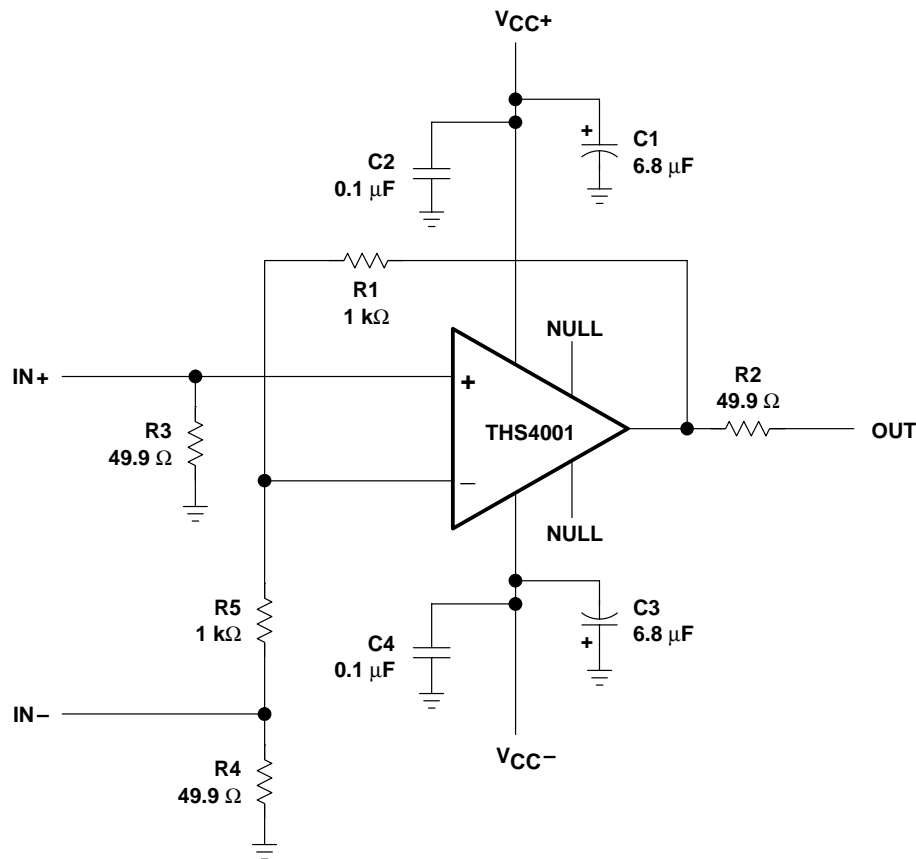 VCC+
C1
6.8 µF
C2
0.1 µF
R1
1 kΩ
NULL
IN+
+
R3
49.9 Ω
THS4001
R2
49.9 Ω
OUT
−
NULL
R5
1 kΩ
C4
0.1 µF
C3
6.8 µF
+
+
IN−
VCC−
R4
49.9 Ω